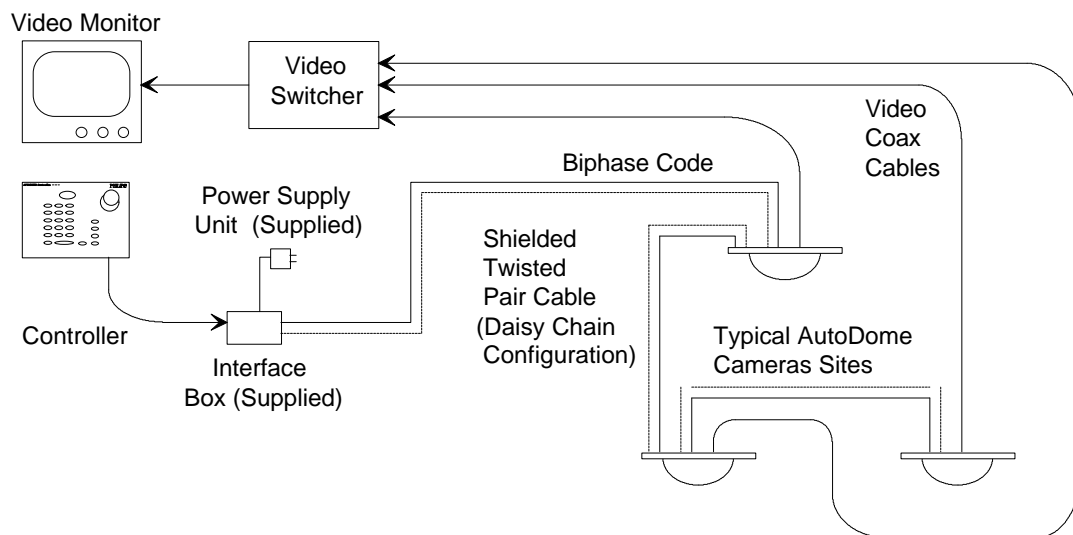 Video Monitor
Video
Switcher
Video
Coax
Cables
Biphase Code
Power Supply
Unit (Supplied)
Shielded
Twisted
Pair Cable
(Daisy Chain
Configuration)
Controller
Interface
Box (Supplied)
Typical AutoDome
Cameras Sites